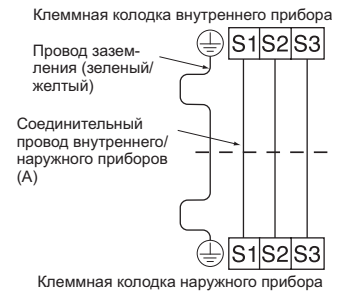 Клеммная колодка внутреннего прибора
S1 S2 S3
Провод зазем-
ления (зеленый/
желтый)
Соединительный
провод внутреннего/
наружного приборов
(A)
S1 S2 S3
Клеммная колодка наружного прибора